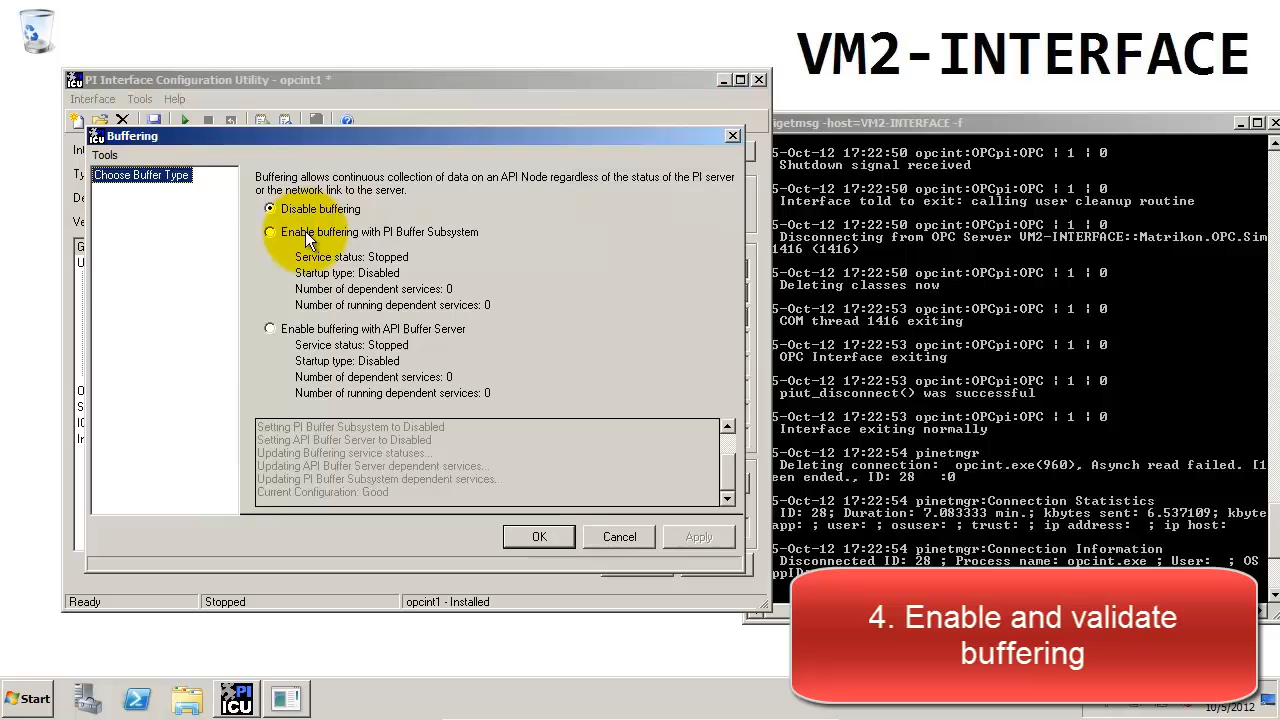 VM2-INTERFACE
PI Interface Configuration Utility - opcint1 *
Interface Tools Help
Buffering
Tools
Choose Buffer Type
Buffering allows continuous collection of data on an API Node regardless of the status of the PI server
or the network link to the server.
Disable buffering
Enable buffering with PI Buffer Subsystem
Service status: Stopped
Startup type: Disabled
Number of dependent services: 0
Number of running dependent services: 0
Enable buffering with API Buffer Server
Service status: Stopped
Startup type: Disabled
Number of dependent services: 0
Number of running dependent services: 0
Setting PI Buffer Subsystem to Disabled
Setting API Buffer Server to Disabled
Updating Buffering service statuses...
Updating API Buffer Server dependent services...
Updating PI Buffer Subsystem dependent services...
Current Configuration: Good
OK Cancel Apply
Ready Stopped opcint1 - Installed
igetmsg -host=VM2-INTERFACE -f
5-Oct-12 17:22:50 opcint:OPCpi:OPC | 1 | 0
Shutdown signal received
5-Oct-12 17:22:50 opcint:OPCpi:OPC | 1 | 0
Interface told to exit: calling user cleanup routine
5-Oct-12 17:22:50 opcint:OPCpi:OPC | 1 | 0
Disconnecting from OPC Server VM2-INTERFACE::Matrikon.OPC.Sim
1416 (1416)
5-Oct-12 17:22:50 opcint:OPCpi:OPC | 1 | 0
Deleting classes now
5-Oct-12 17:22:53 opcint:OPCpi:OPC | 1 | 0
COM thread 1416 exiting
5-Oct-12 17:22:53 opcint:OPCpi:OPC | 1 | 0
OPC Interface exiting
5-Oct-12 17:22:53 opcint:OPCpi:OPC | 1 | 0
piut_disconnect() was successful
5-Oct-12 17:22:53 opcint:OPCpi:OPC | 1 | 0
Interface exiting normally
5-Oct-12 17:22:54 pinetmgr
Deleting connection: opcint.exe(960), Asynch read failed. [1
een ended., ID: 28 :0
5-Oct-12 17:22:54 pinetmgr:Connection Statistics
ID: 28; Duration: 7.083333 min.; kbytes sent: 6.537109; kbyte
app: ; user: ; osuser: ; trust: ; ip address: ; ip host:
5-Oct-12 17:22:54 pinetmgr:Connection Information
Disconnected ID: 28 ; Process name: opcint.exe ; User: ; OS
4. Enable and validate
buffering
Start
PI
ICU
10/5/2012